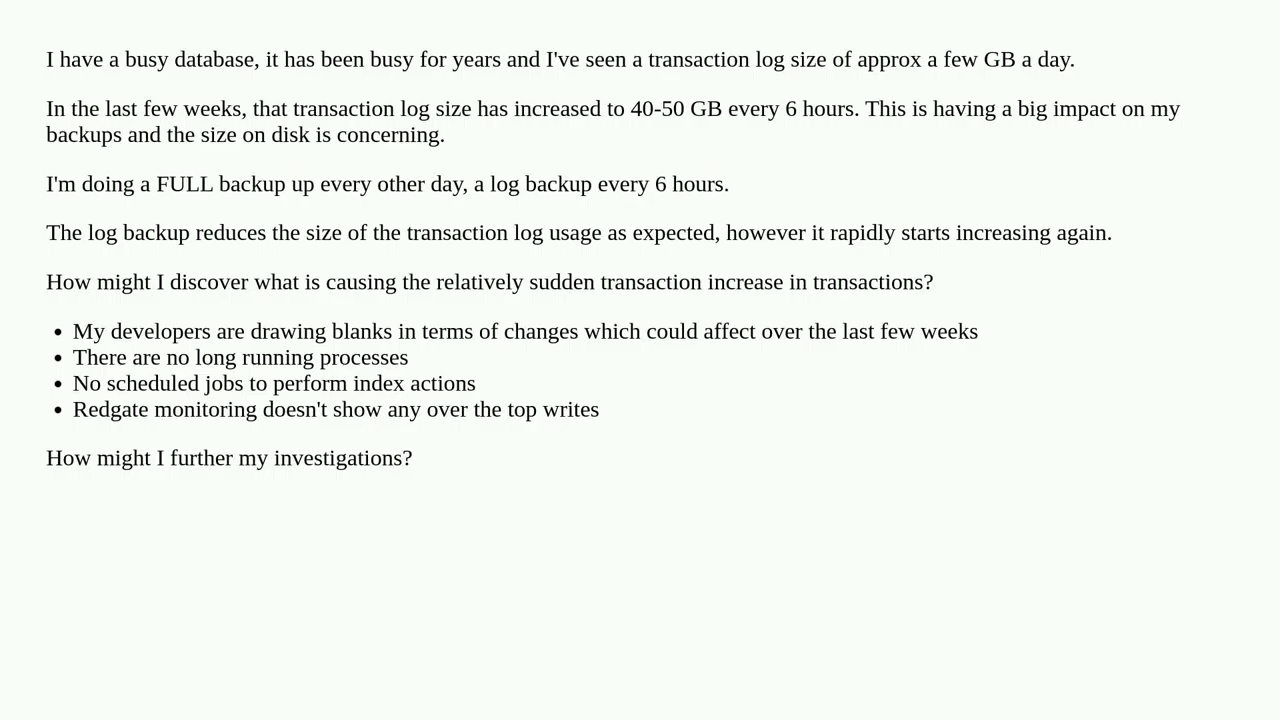 I have a busy database, it has been busy for years and I've seen a transaction log size of approx a few GB a day.
In the last few weeks, that transaction log size has increased to 40-50 GB every 6 hours. This is having a big impact on my
backups and the size on disk is concerning.
I'm doing a FULL backup up every other day, a log backup every 6 hours.
The log backup reduces the size of the transaction log usage as expected, however it rapidly starts increasing again.
How might I discover what is causing the relatively sudden transaction increase in transactions?
• My developers are drawing blanks in terms of changes which could affect over the last few weeks
• There are no long running processes
• No scheduled jobs to perform index actions
• Redgate monitoring doesn't show any over the top writes
How might I further my investigations?